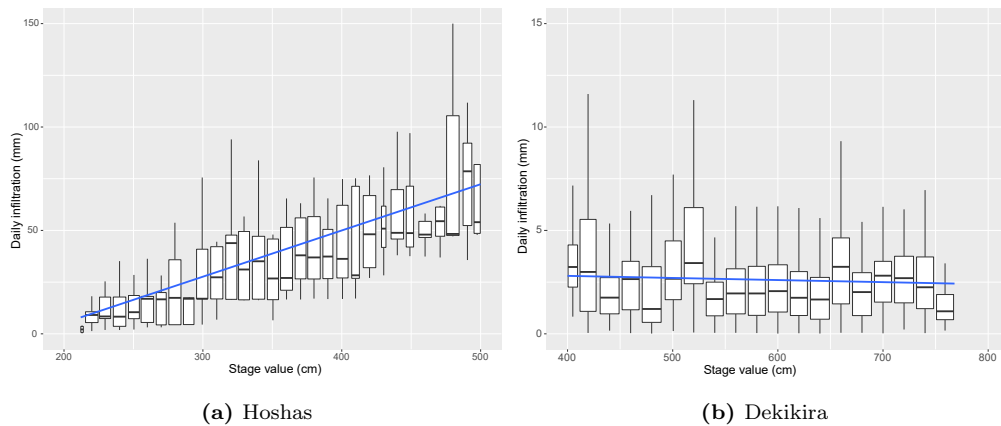 150
100
50
0
Daily infiltration (mm)
200 300 400 500
Stage value (cm)
(a) Hoshas
15
10
5
0
Daily infiltration (mm)
400 500 600 700 800
Stage value (cm)
(b) Dekikira